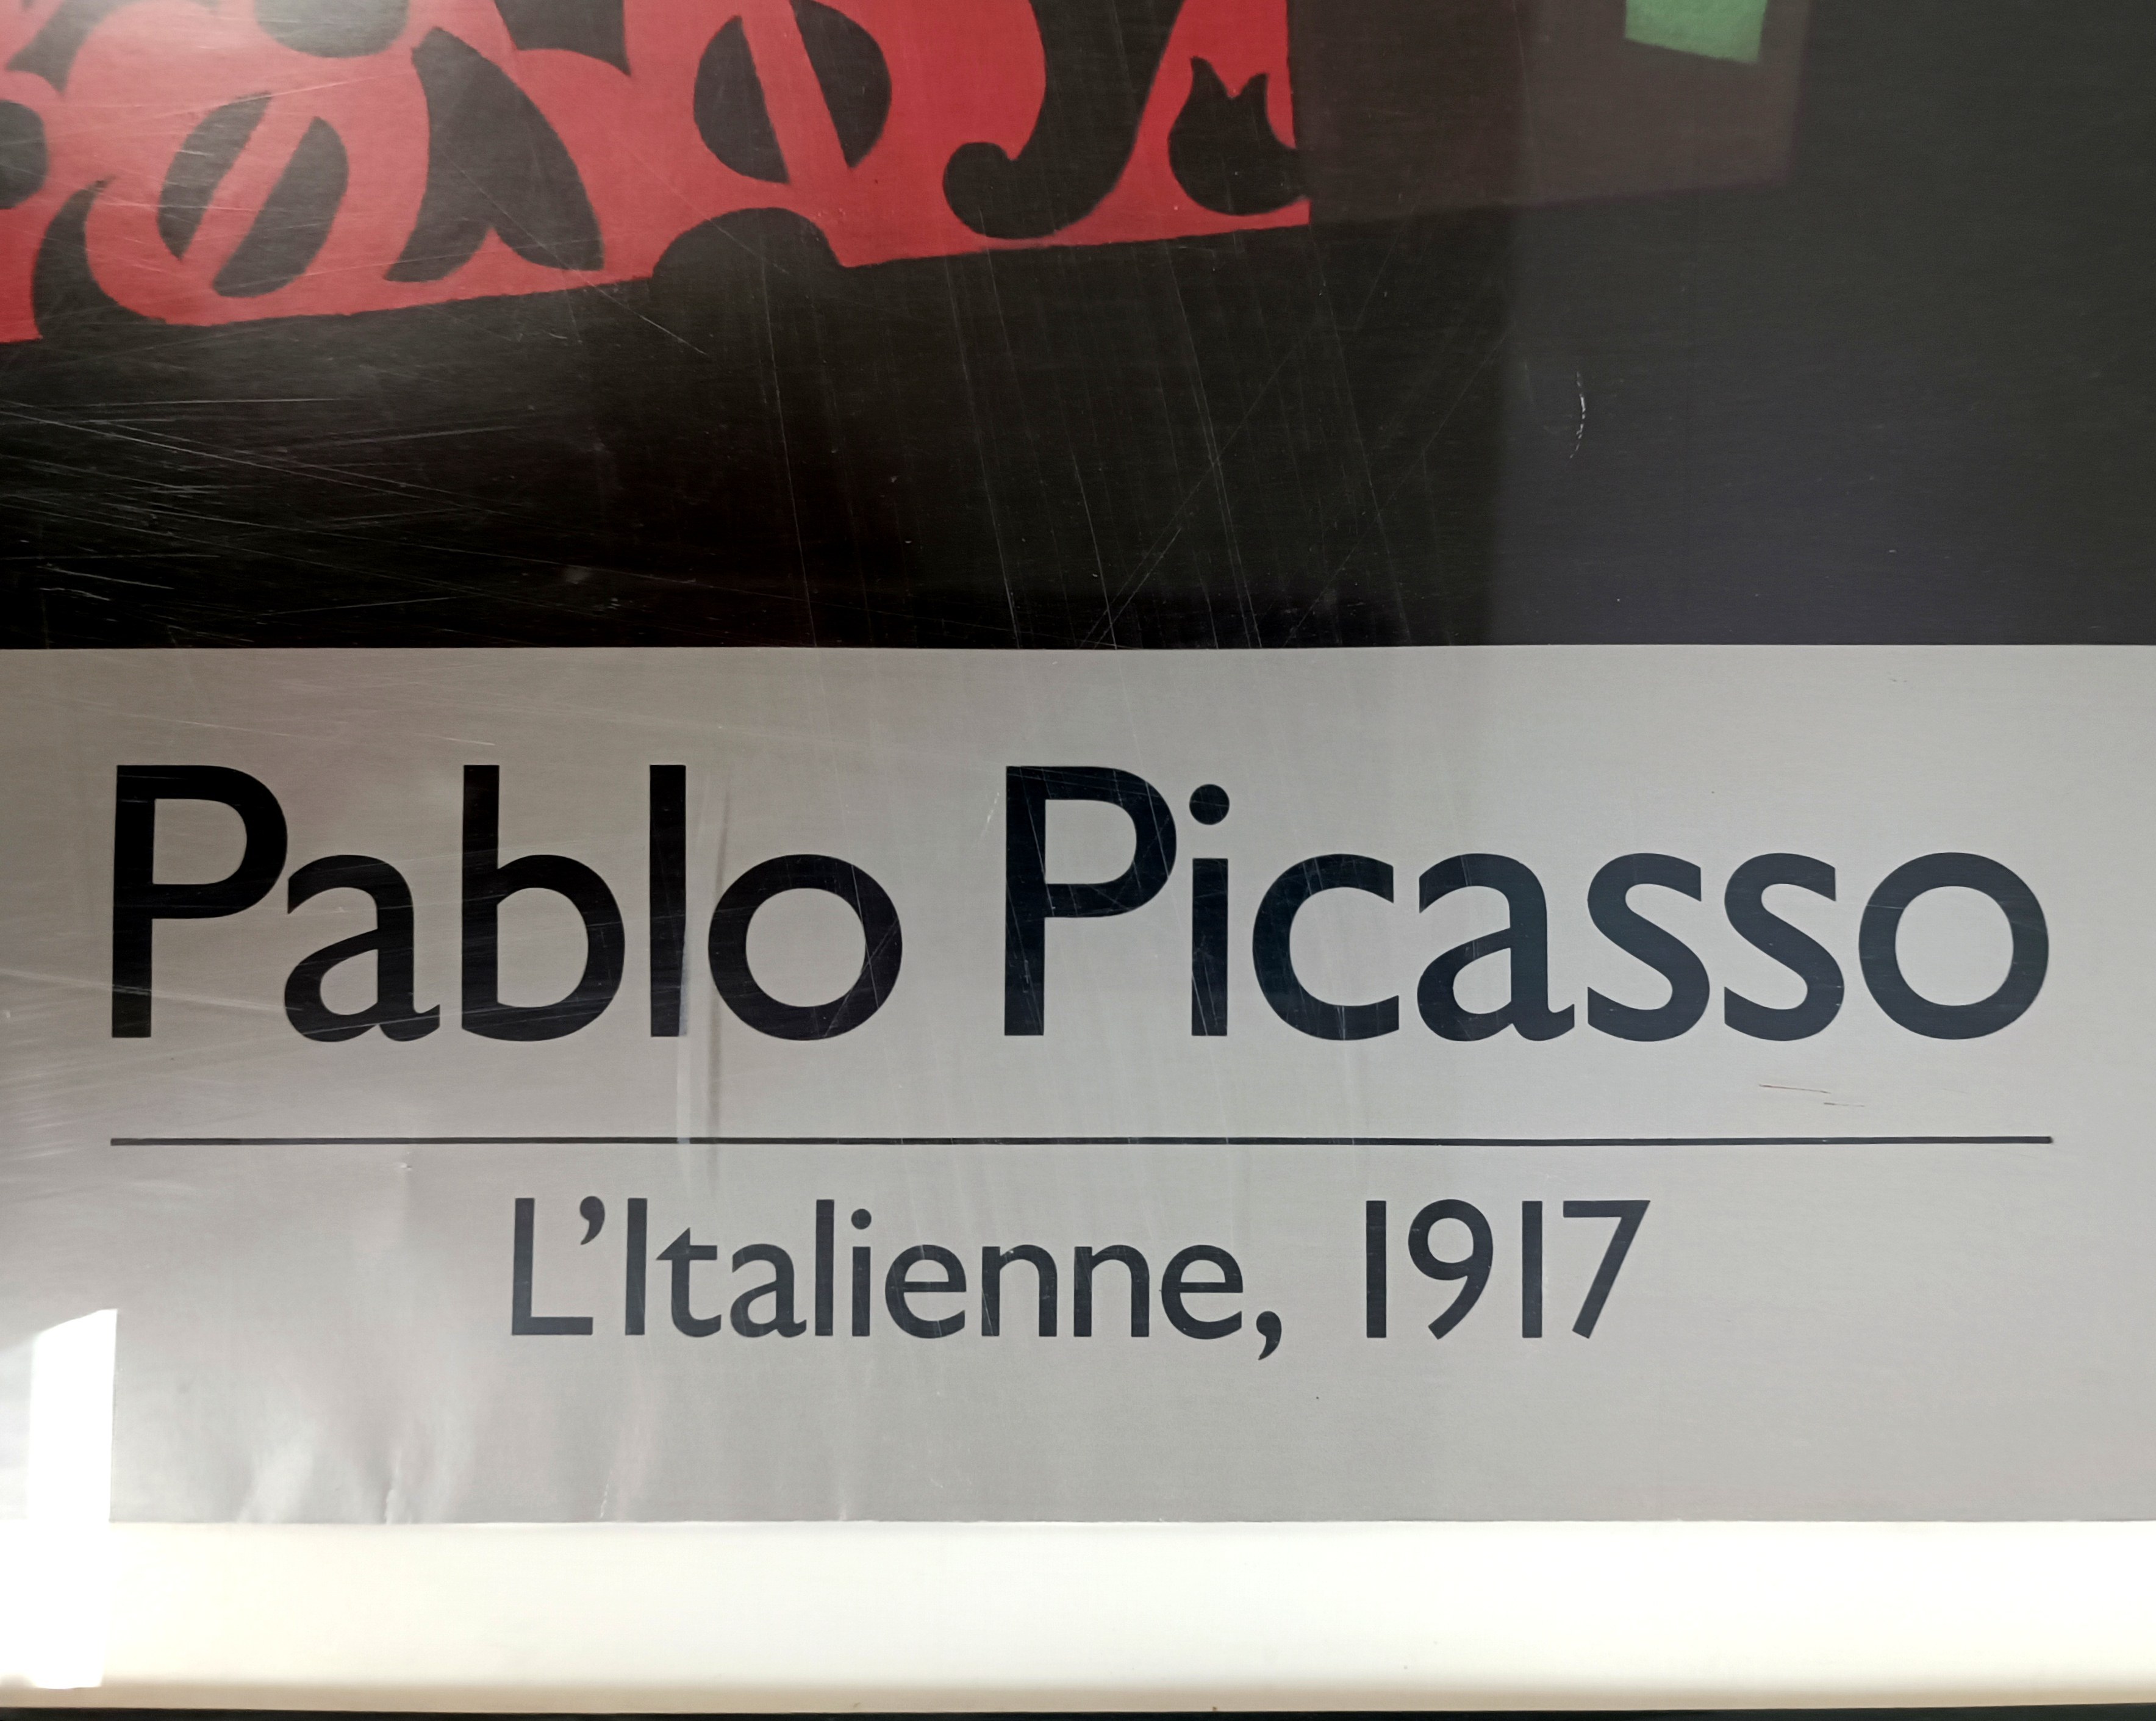 Pablo Picasso
L’Italienne, 1917